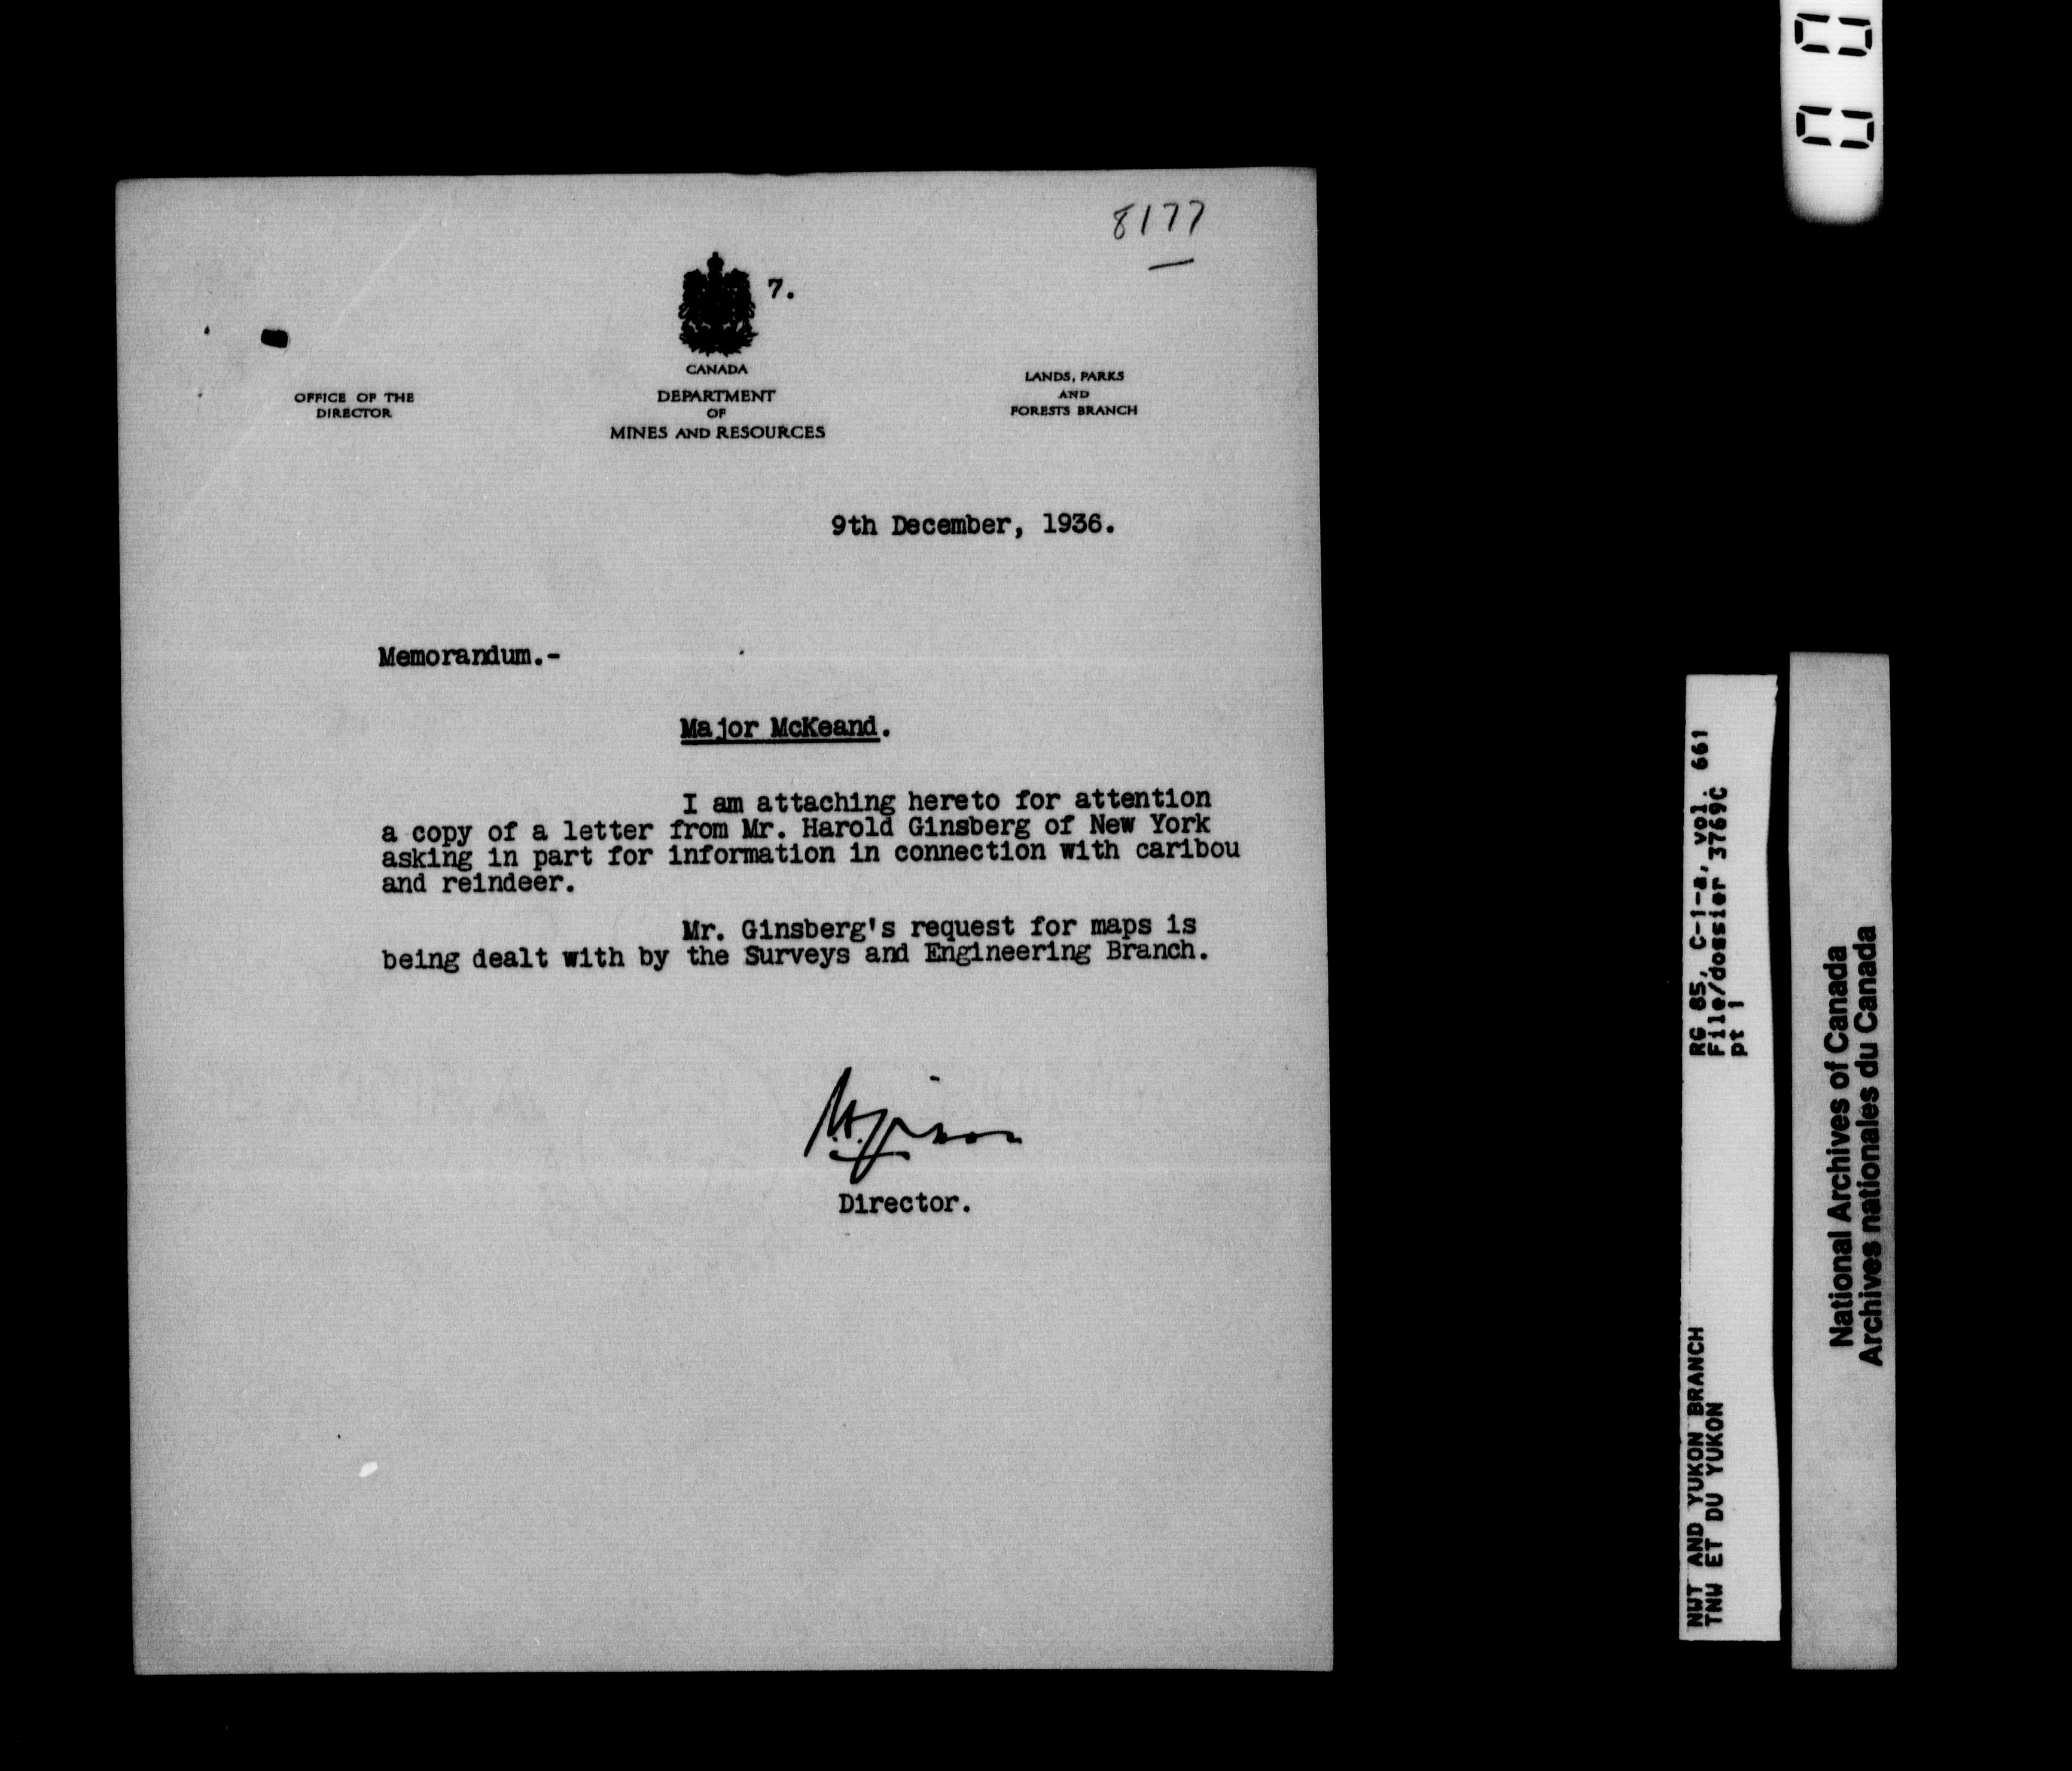 8177
7.
CANADA
OFFICE OF THE
DIRECTOR
DEPARTMENT
OF
MINES AND RESOURCES
LANDS, PARKS
AND
FORESTS BRANCH
9th December, 1936.
Memorandum.-
Major McKeand.
I am attaching hereto for attention
a copy of a letter from Mr. Harold Ginsberg of New York
asking in part for information in connection with caribou
and reindeer.
Mr. Ginsberg's request for maps is
being dealt with by the Surveys and Engineering Branch.
Director.
RG 85, C-1-a, vol. 661
File/dossier 3769C
pt 1
NWT AND YUKON BRANCH
TNW ET DU YUKON
National Archives of Canada
Archives nationales du Canada